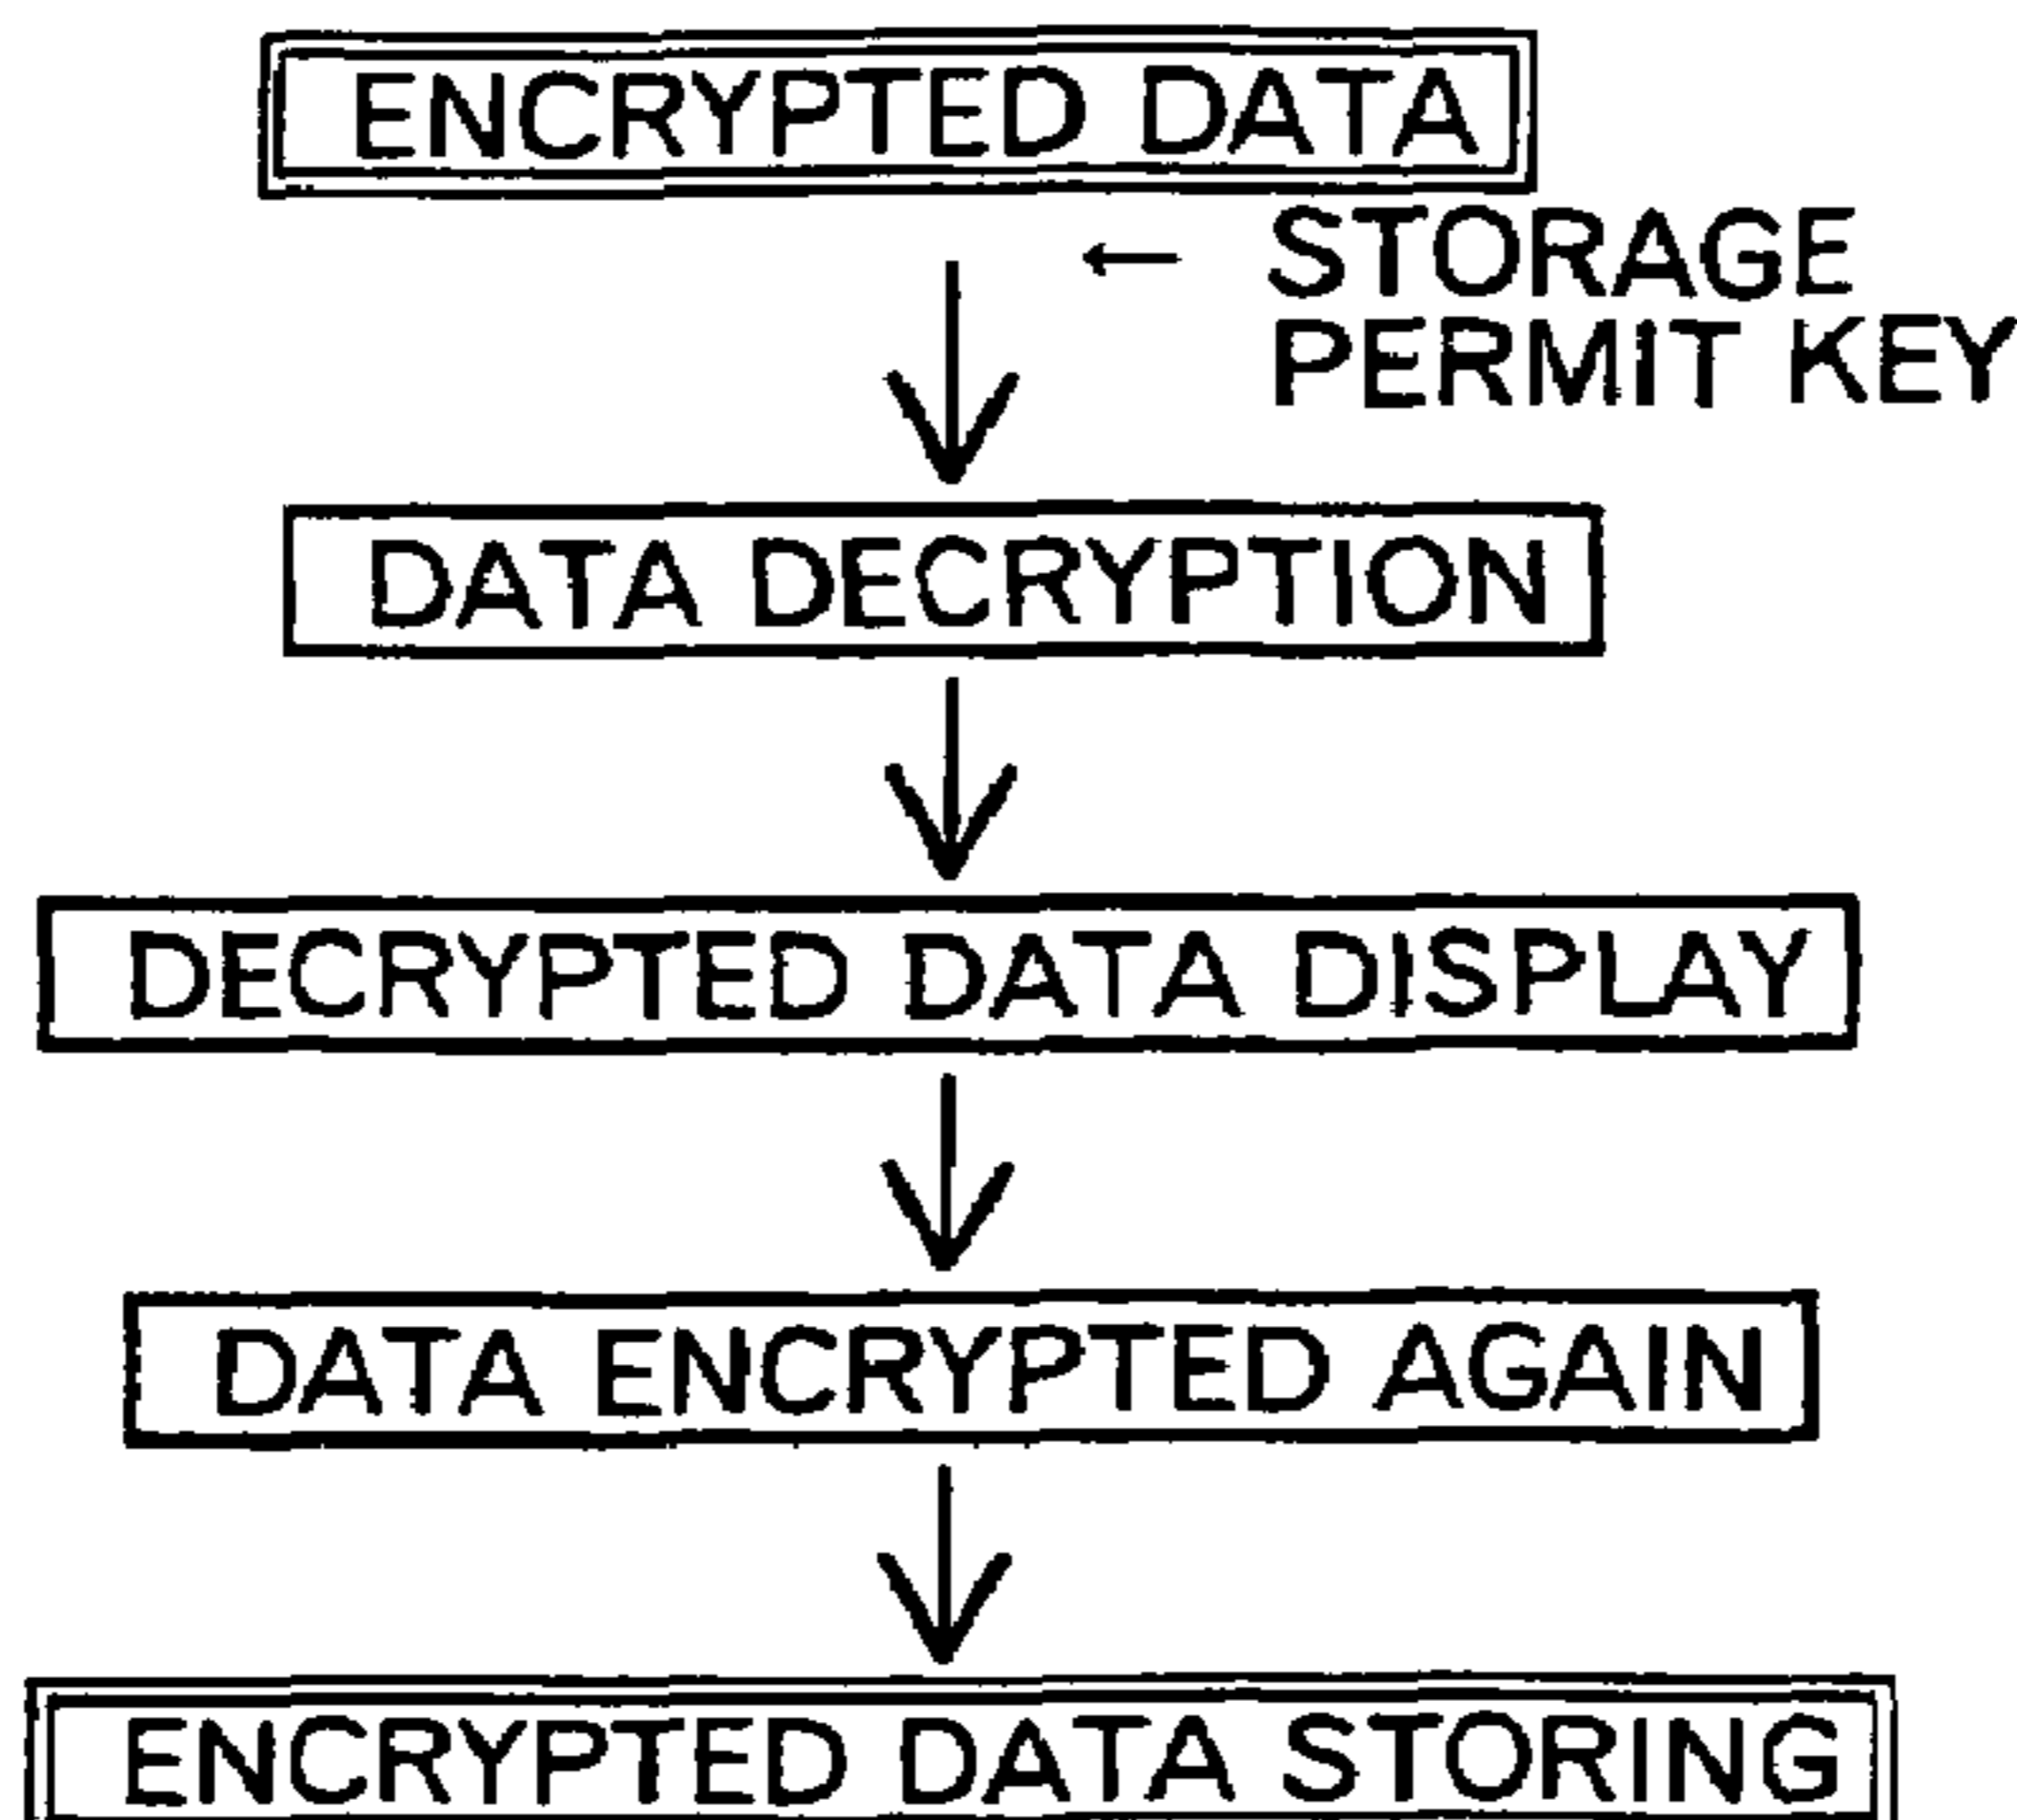 ENCRYPTED DATA
← STORAGE
PERMIT KEY
DATA DECRYPTION
DECRYPTED DATA DISPLAY
DATA ENCRYPTED AGAIN
ENCRYPTED DATA STORING